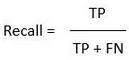 Recall = TP
TP + FN